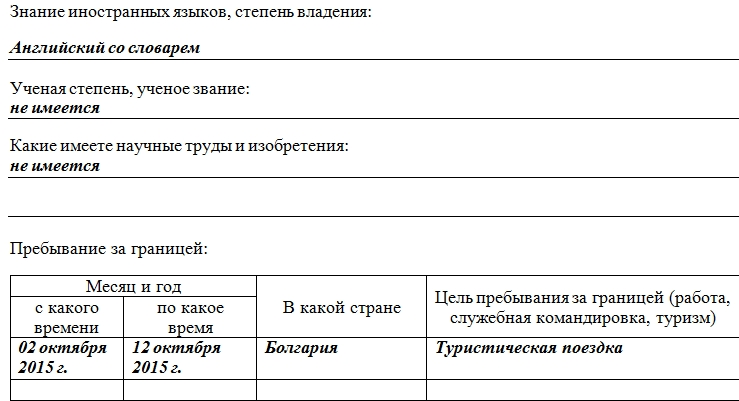 Знание иностранных языков, степень владения:
Английский со словарем
Ученая степень, ученое звание:
не имеется
Какие имеете научные труды и изобретения:
не имеется
Пребывание за границей:
Месяц и год
с какого
времени
по какое
время
В какой стране
Цель пребывания за границей (работа,
служебная командировка, туризм)
02 октября
2015 г.
12 октября
2015 г.
Болгария
Туристическая поездка